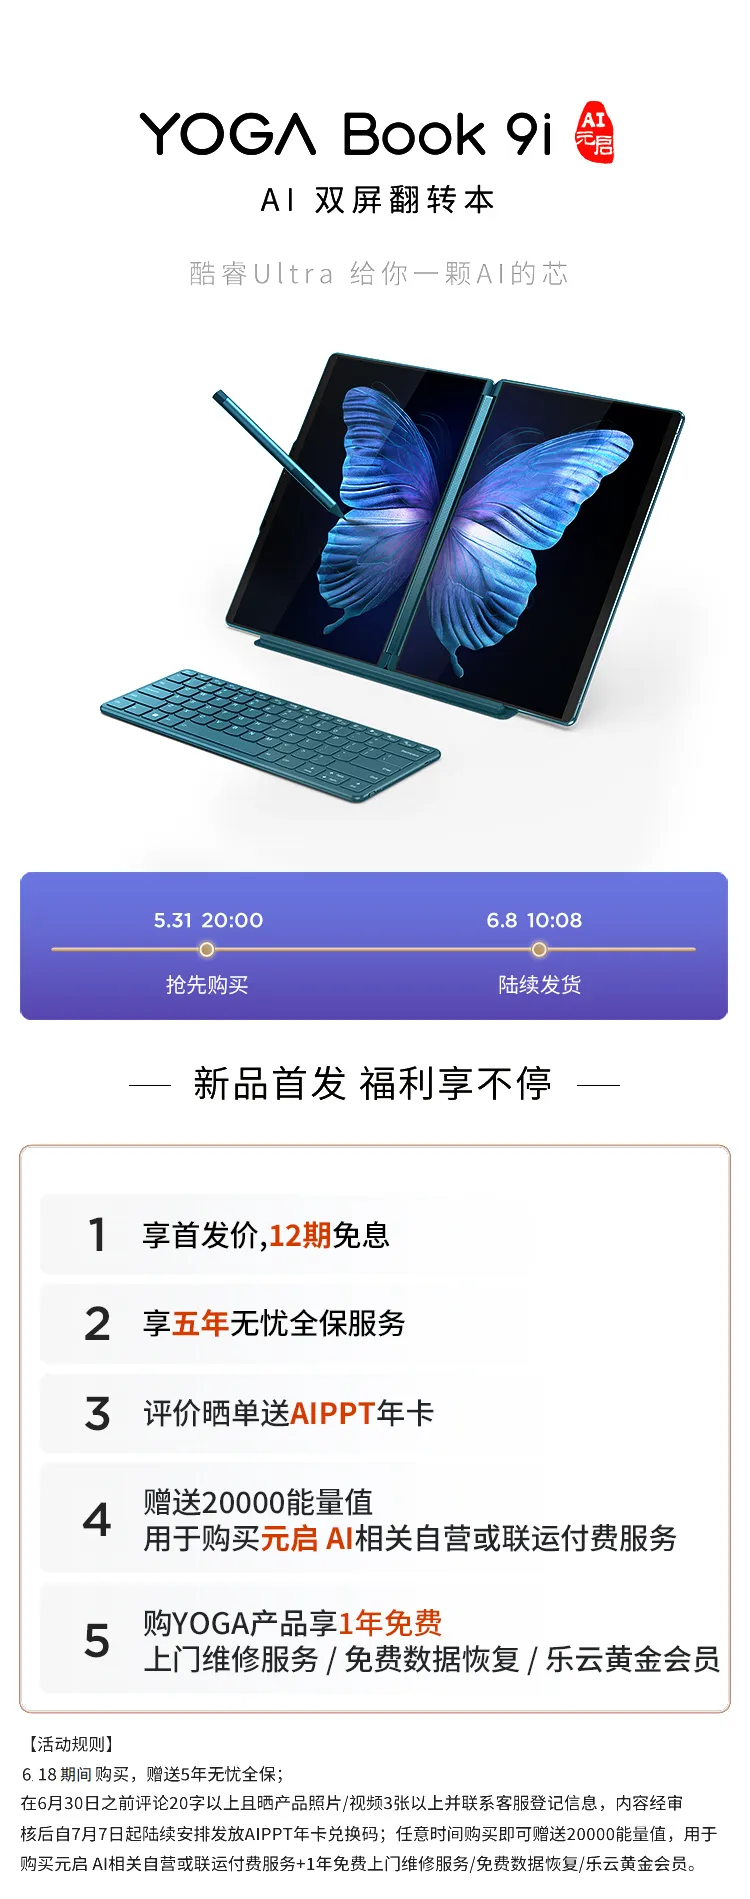 YOGA Book 9i AI元启
AI 双屏翻转本
酷睿Ultra 给你一颗AI的芯
5.31 20:00
6.8 10:08
抢先购买
陆续发货
新品首发 福利享不停
1 享首发价,12期免息
2 享五年无忧全保服务
3 评价晒单送AIPPT年卡
4 赠送20000能量值
用于购买元启 AI相关自营或联运付费服务
5 购YOGA产品享1年免费
上门维修服务 / 免费数据恢复 / 乐云黄金会员
【活动规则】
6.18期间购买，赠送5年无忧全保；
在6月30日之前评论20字以上且晒产品照片/视频3张以上并联系客服登记信息，内容经审
核后自7月7日起陆续安排发放AIPPT年卡兑换码；任意时间购买即可赠送20000能量值，用于
购买元启 AI相关自营或联运付费服务+1年免费上门维修服务/免费数据恢复/乐云黄金会员。